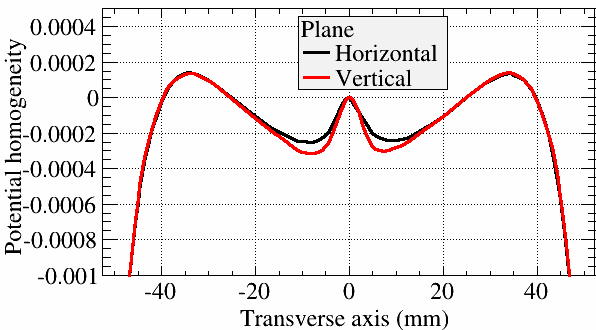 0.0004
0.0002
0
-0.0002
-0.0004
-0.0006
-0.0008
-0.001
Potential homogeneity
Plane
Horizontal
Vertical
-40
-20
0
20
40
Transverse axis (mm)